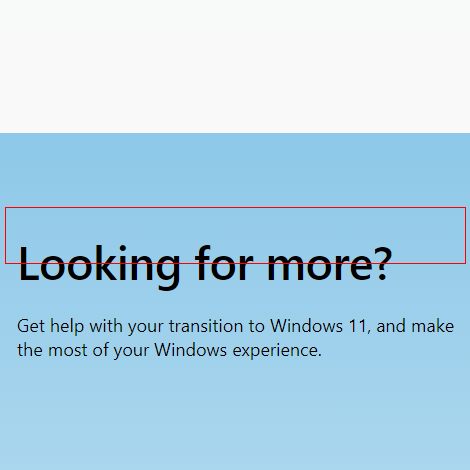 Looking for more?
Get help with your transition to Windows 11, and make
the most of your Windows experience.